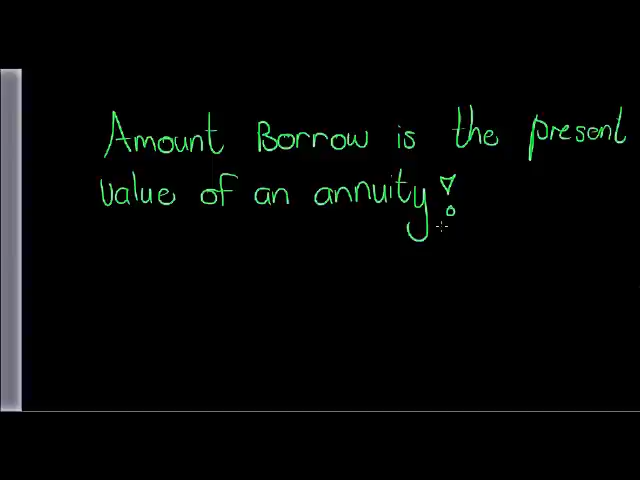 Amount Borrow is the present
value of an annuity!